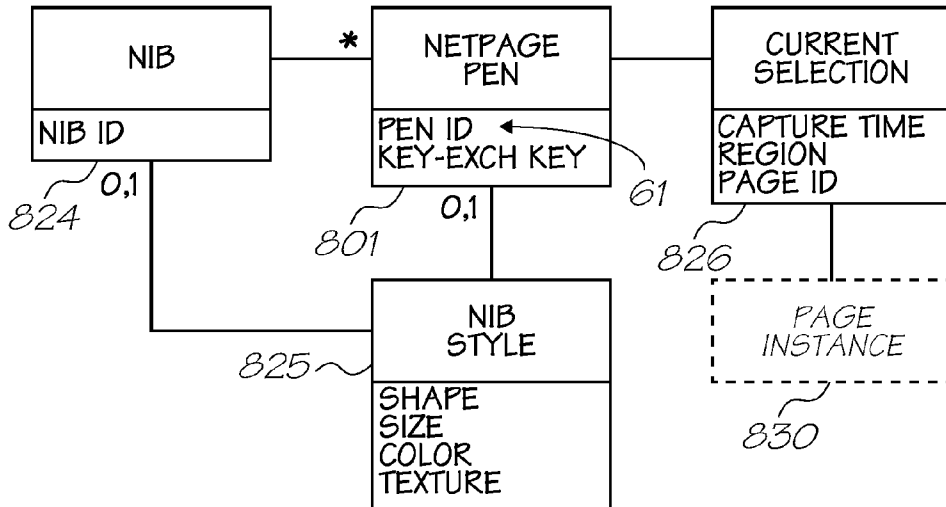 NIB
*
NETPAGE
PEN
CURRENT
SELECTION
NIB ID
PEN ID
KEY-EXCH KEY
CAPTURE TIME
REGION
PAGE ID
824
0,1
801
0,1
61
826
NIB
STYLE
825
PAGE
INSTANCE
830
SHAPE
SIZE
COLOR
TEXTURE